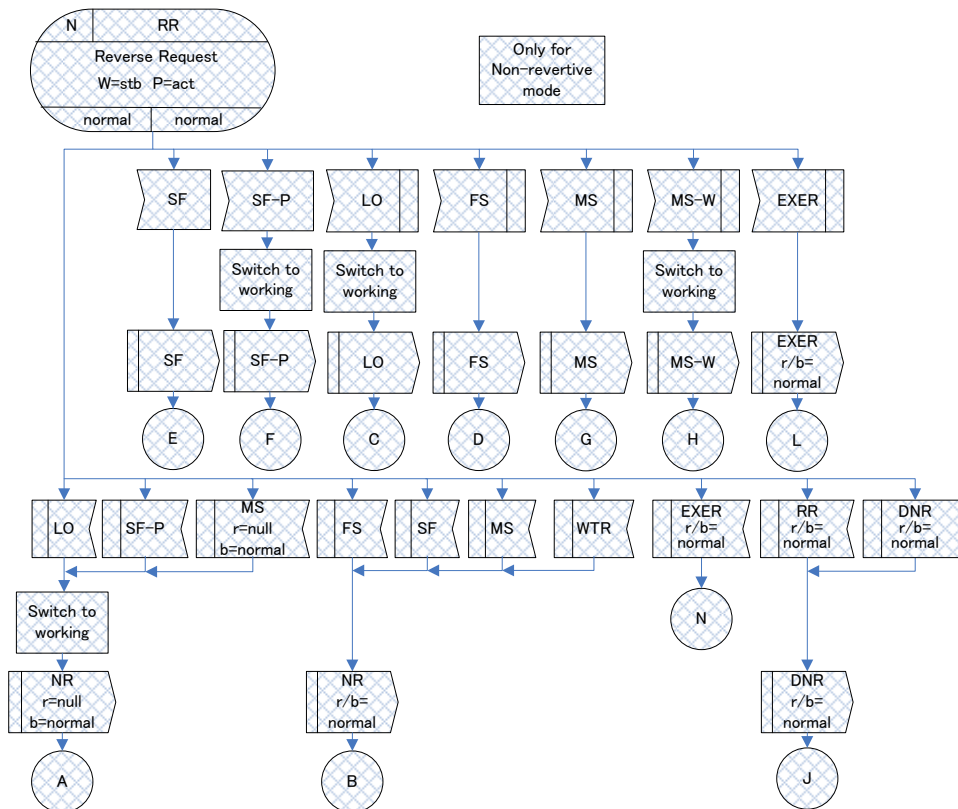 N
RR
Reverse Request
W=stb P=act
normal
normal
Only for
Non-revertive
mode
SF
SF-P
LO
FS
MS
MS-W
EXER
Switch to
working
Switch to
working
Switch to
working
SF
SF-P
LO
FS
MS
MS-W
EXER
r/b=
normal
E
F
C
D
G
H
L
LO
SF-P
MS
r=null
b=normal
FS
SF
MS
WTR
EXER
r/b=
normal
RR
r/b=
normal
DNR
r/b=
normal
Switch to
working
N
NR
r=null
b=normal
NR
r/b=
normal
DNR
r/b=
normal
A
B
J